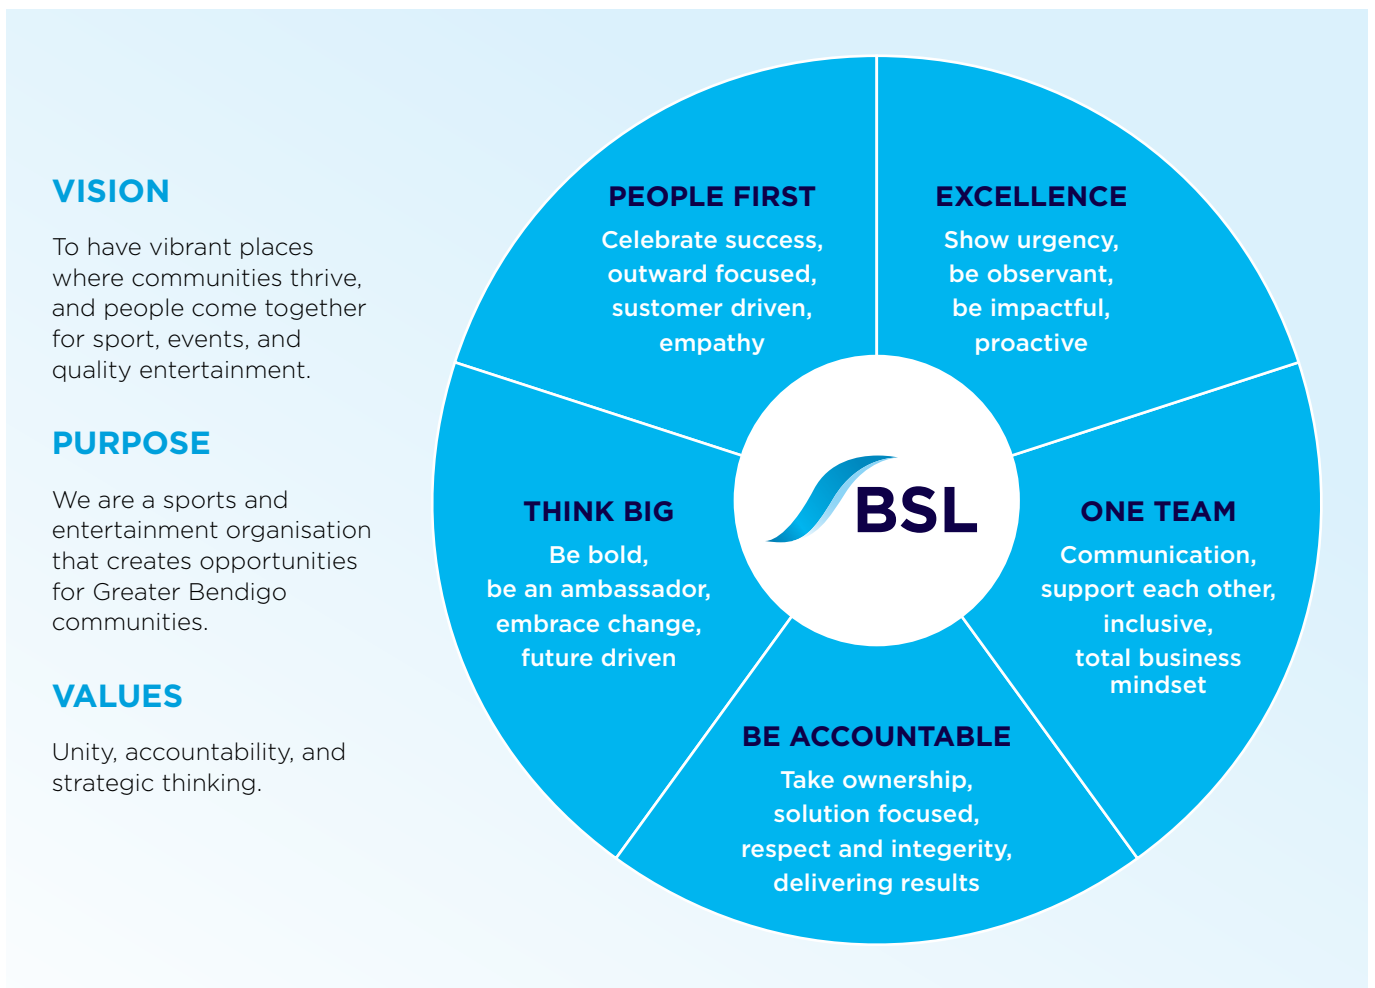 VISION
To have vibrant places
where communities thrive,
and people come together
for sport, events, and
quality entertainment.
PURPOSE
We are a sports and
entertainment organisation
that creates opportunities
for Greater Bendigo
communities.
VALUES
Unity, accountability, and
strategic thinking.
PEOPLE FIRST
Celebrate success,
outward focused,
sustomer driven,
empathy
EXCELLENCE
Show urgency,
be observant,
be impactful,
proactive
THINK BIG
Be bold,
be an ambassador,
embrace change,
future driven
BSL
ONE TEAM
Communication,
support each other,
inclusive,
total business
mindset
BE ACCOUNTABLE
Take ownership,
solution focused,
respect and integerity,
delivering results